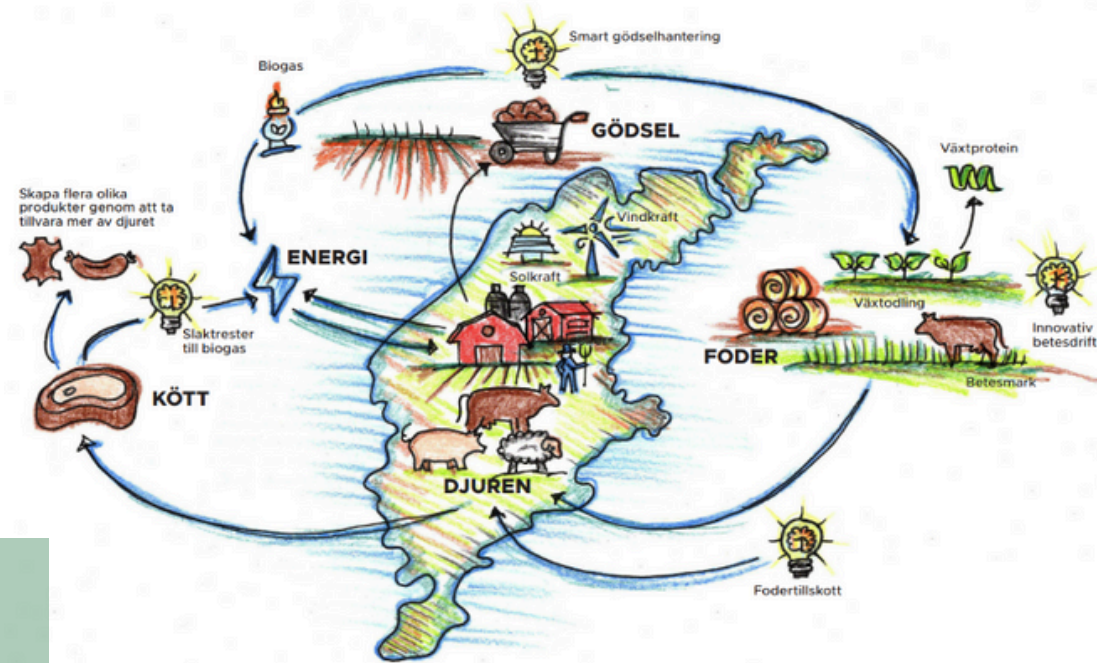 Smart gödselhantering
Biogas
GÖDSEL
Växtprotein
Skapa flera olika
produkter genom att ta
tillvara mer av djuret
Vindkraft
ENERGI
Solkraft
Växtodling
Slaktrester
till biogas
Innovativ
betesdrift
FODER
Betesmark
KÖTT
DJUREN
Fodertillskott